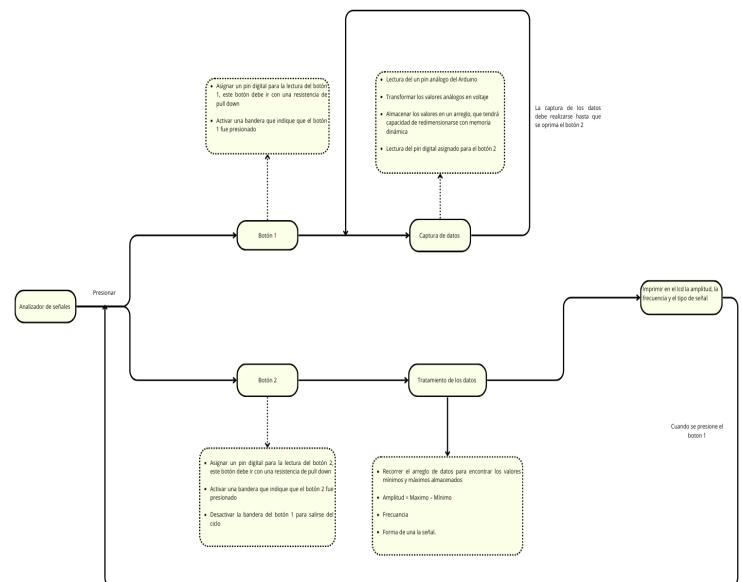 Asignar un pin digital para la lectura del botón
1, este botón debe ir con una resistencia de
pull down
Activar una bandera que indique que el botón
1 fue presionado
Lectura del un pin análogo del Arduino
Transformar los valores análogos en voltaje
Almacenar los valores en un arreglo, que tendrá
capacidad de redimensionarse con memoria
dinámica
Lectura del pin digital asignado para el botón 2
La captura de los datos
debe realizarse hasta que
se oprima el botón 2
Botón 1
Captura de datos
Presionar
Analizador de señales
Imprimir en el lcd la amplitud, la
frecuencia y el tipo de señal
Botón 2
Tratamiento de los datos
Cuando se presione el
boton 1
Asignar un pin digital para la lectura del botón 2,
este botón debe ir con una resistencia de pull down
Activar una bandera que indique que el botón 2 fue
presionado
Desactivar la bandera del botón 1 para salirse del
ciclo
Recorrer el arreglo de datos para encontrar los valores
mínimos y máximos almacenados
Amplitud = Maximo – Mínimo
Frecuancia
Forma de una la señal.